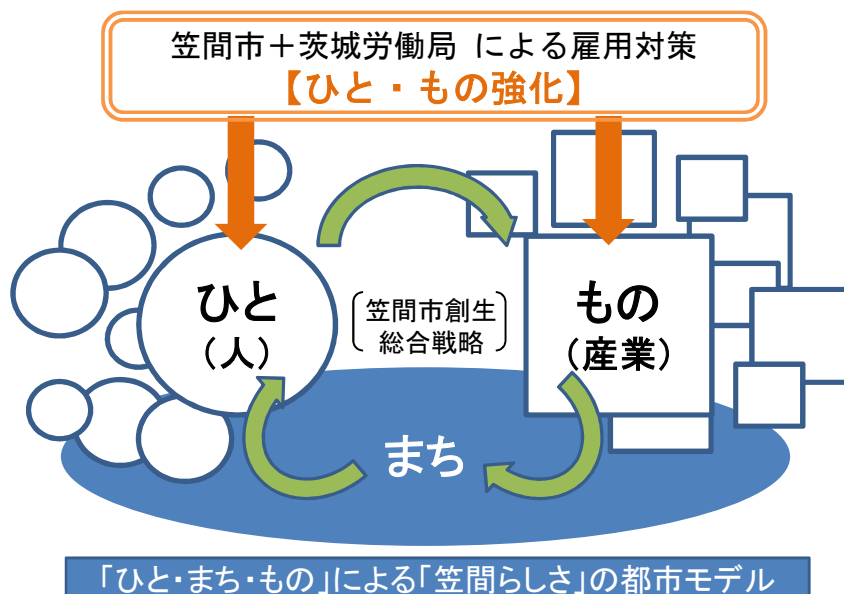 笠間市＋茨城労働局 による雇用対策
【ひと・もの強化】
ひと
（人）
笠間市創生
総合戦略
もの
（産業）
まち
「ひと・まち・もの」による「笠間らしさ」の都市モデル